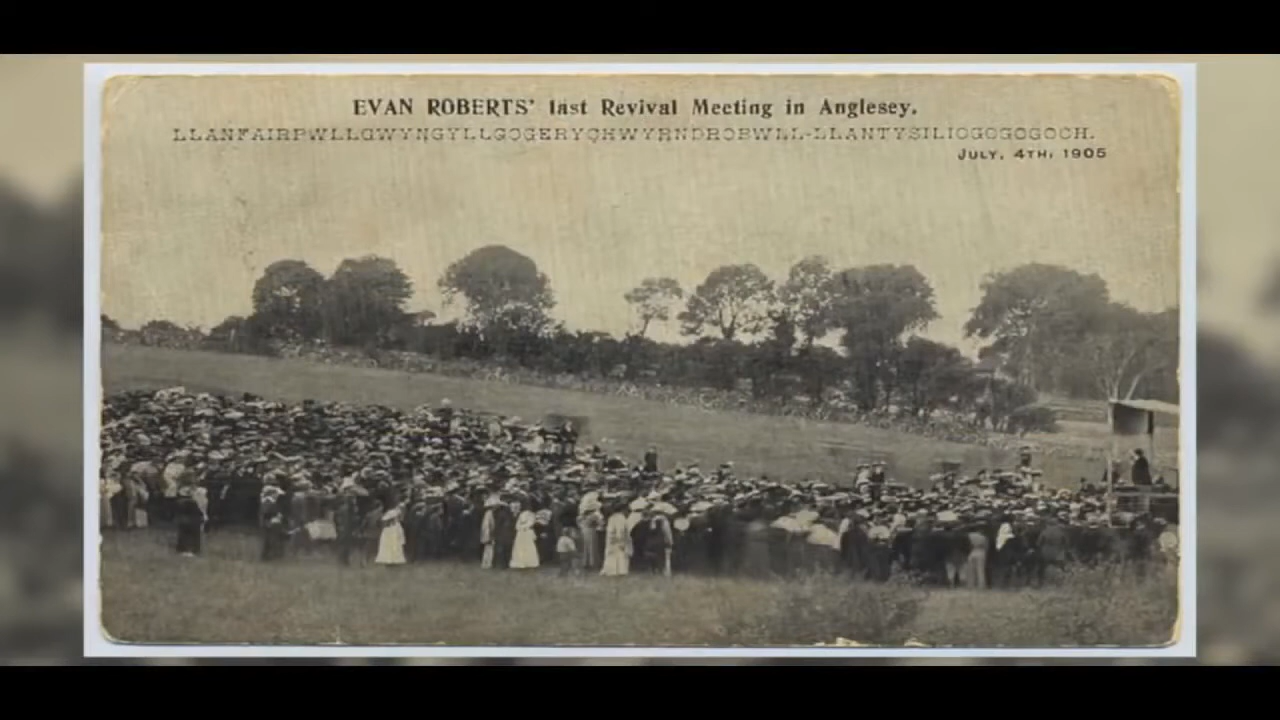 EVAN ROBERTS' last Revival Meeting in Anglesey.
LLANFAIRPWLLGWYNGYLLGOGERYCHWYRNDROBWLL-LLANTYSILIOGOGOGOCH.
JULY, 4TH, 1905